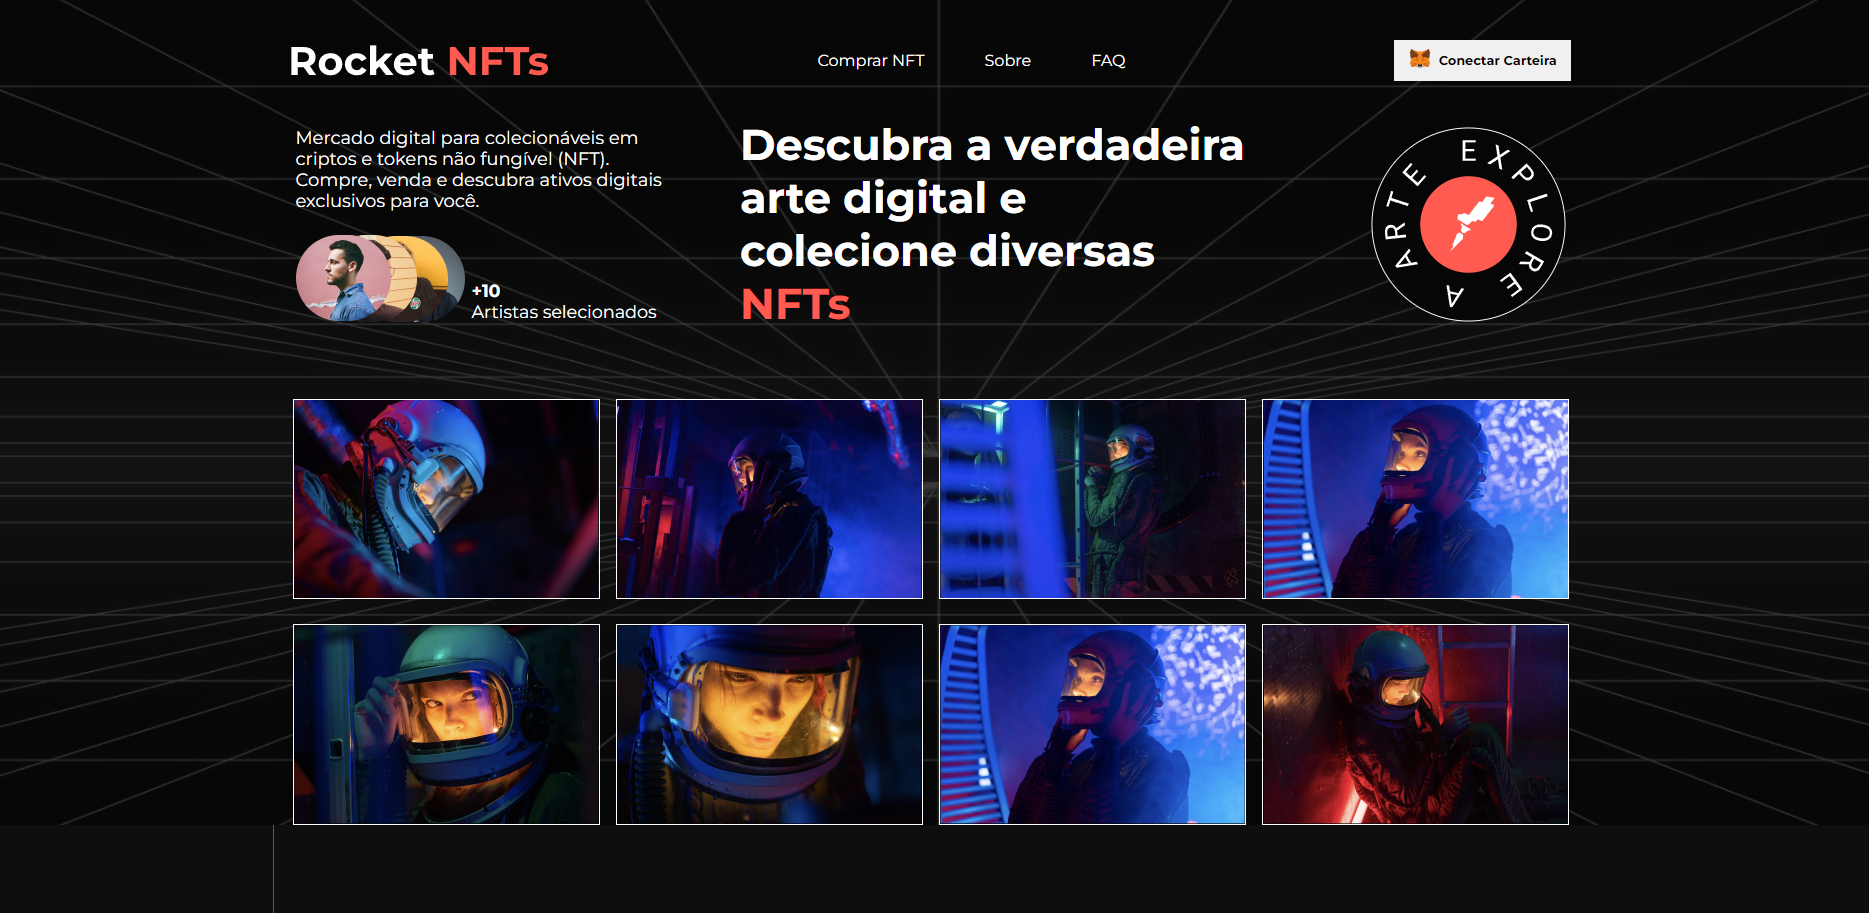 Rocket NFTs
Comprar NFT
Sobre
FAQ
Conectar Carteira
Mercado digital para colecionáveis em
criptos e tokens não fungível (NFT).
Compre, venda e descubra ativos digitais
exclusivos para você.
+10
Artistas selecionados
Descubra a verdadeira
arte digital e
colecione diversas
NFTs
EXPLORE A ARTE